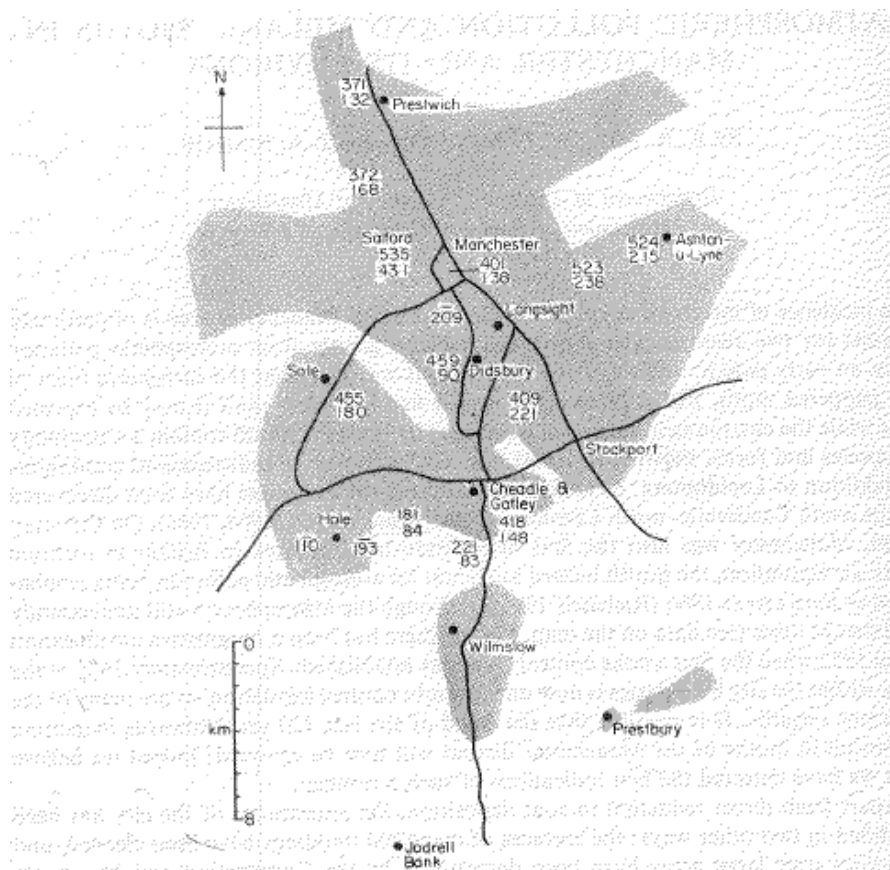 N
371
132
Prestwich
372
168
Salford
535
431
Manchester
401
138
523
238
524
215
Ashton-
u-Lyne
–
209
Longsight
459
90
Didsbury
Sale
455
180
409
221
Stockport
Cheadle &
Gatley
418
148
181
84
Hale
–
110
–
193
221
83
0
Wilmslow
km
Prestbury
8
Jodrell
Bank